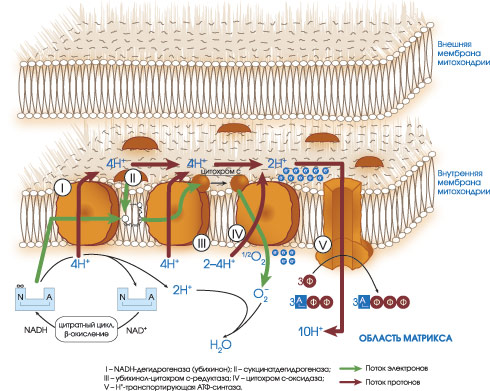 Внешняя
мембрана
митохондрии
4H⁺ 4H⁺ 2H⁺
I II
цитохром с
Внутренняя
мембрана
митохондрии
III IV V
4H⁺ 4H⁺ 2–4H⁺ 1/2O₂
3Ф
N A 2H⁺ O₂⁻ N A 3АФ 3АФФ
NADH
цитратный цикл,
β-окисление
NAD⁺
H₂O
10H⁺
ОБЛАСТЬ МАТРИКСА
I – NADH-дегидрогеназа (убихинон); II – сукцинатдегидрогеназа;
III – убихинол-цитохром с-редуктаза; IV – цитохром с-оксидаза;
V – H⁺-транспортирующая АТФ-синтаза.
Поток электронов
Поток протонов